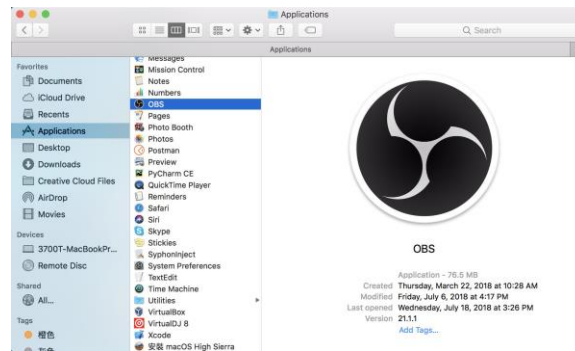 Applications
Search
Applications
Favorites
Documents
iCloud Drive
Recents
Applications
Desktop
Downloads
Creative Cloud Files
AirDrop
Movies
Devices
3700T-MacBookPr...
Remote Disc
Shared
All...
Tags
橙色
灰色
Messages
Mission Control
Notes
Numbers
OBS
Pages
Photo Booth
Photos
Postman
Preview
PyCharm CE
QuickTime Player
Reminders
Safari
Siri
Skype
Stickies
SyphonInject
System Preferences
TextEdit
Time Machine
Utilities
VirtualBox
VirtualDJ 8
Xcode
安裝 macOS High Sierra
OBS
Application - 76.5 MB
Created Thursday, March 22, 2018 at 10:28 AM
Modified Friday, July 6, 2018 at 4:17 PM
Last opened Wednesday, July 18, 2018 at 3:26 PM
Version 21.1.1
Add Tags...